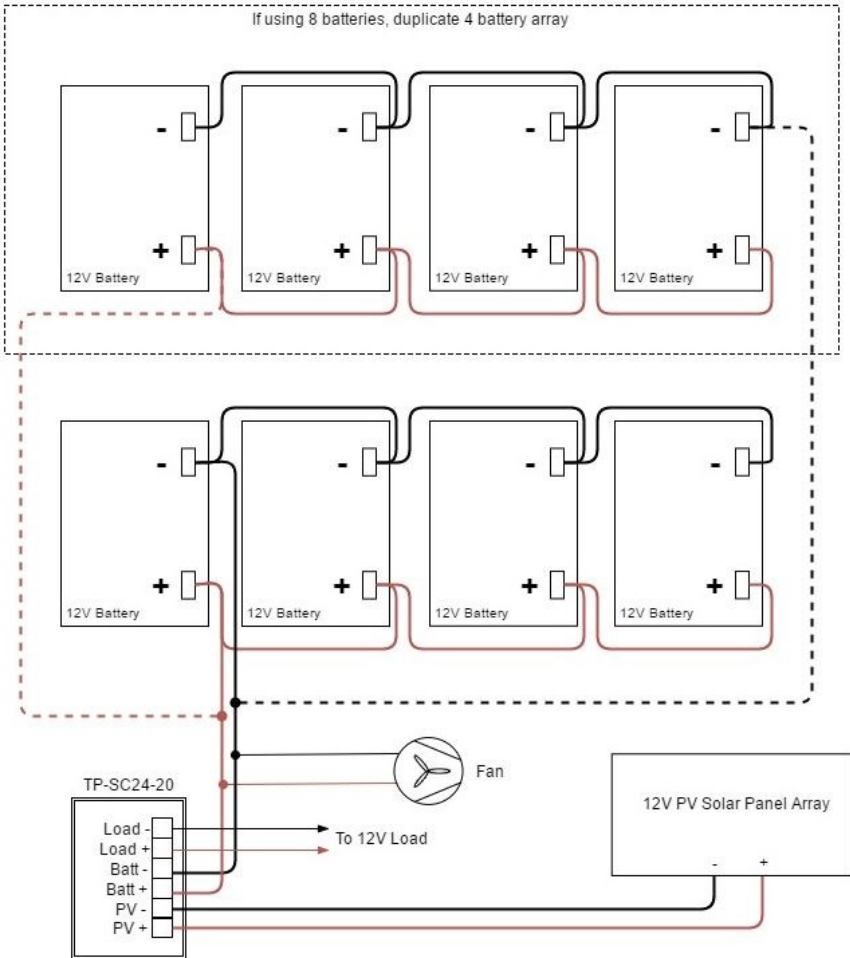 If using 8 batteries, duplicate 4 battery array
- - - -
+ + + +
12V Battery 12V Battery 12V Battery 12V Battery
- - - -
+ + + +
12V Battery 12V Battery 12V Battery 12V Battery
Fan
TP-SC24-20
12V PV Solar Panel Array
- +
Load -
Load +
To 12V Load
Batt -
Batt +
PV -
PV +